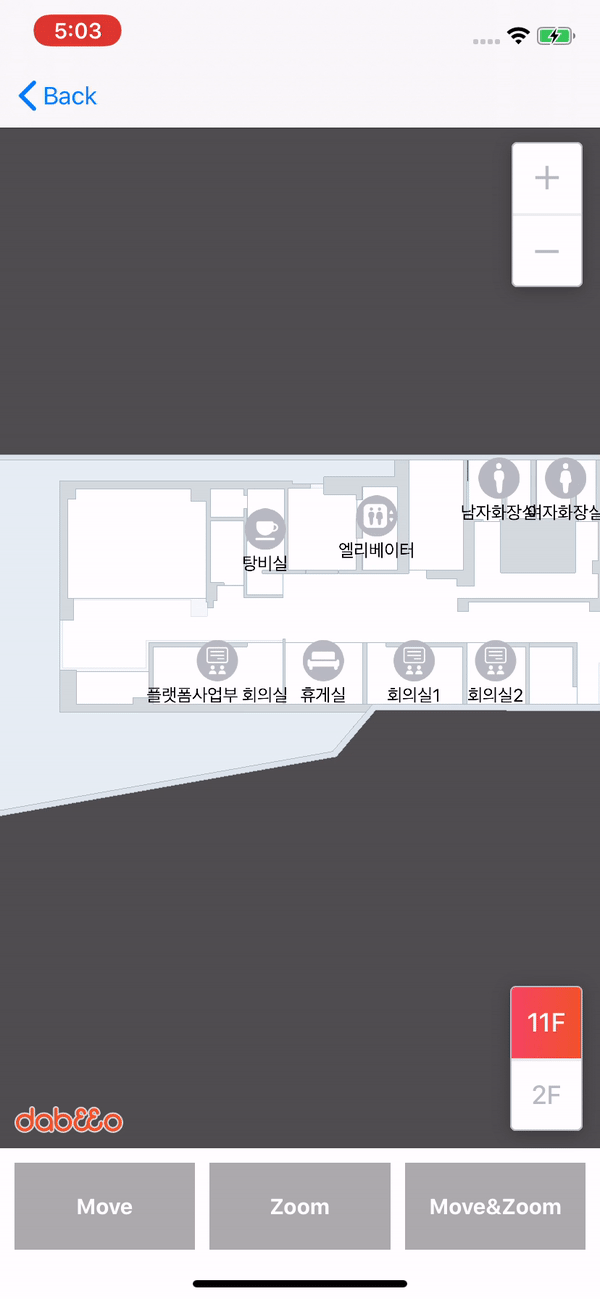 5:03
Back
+
−
남자화장실
여자화장실
엘리베이터
탕비실
플랫폼사업부 회의실
휴게실
회의실1
회의실2
11F
2F
dabeeo
Move
Zoom
Move&Zoom